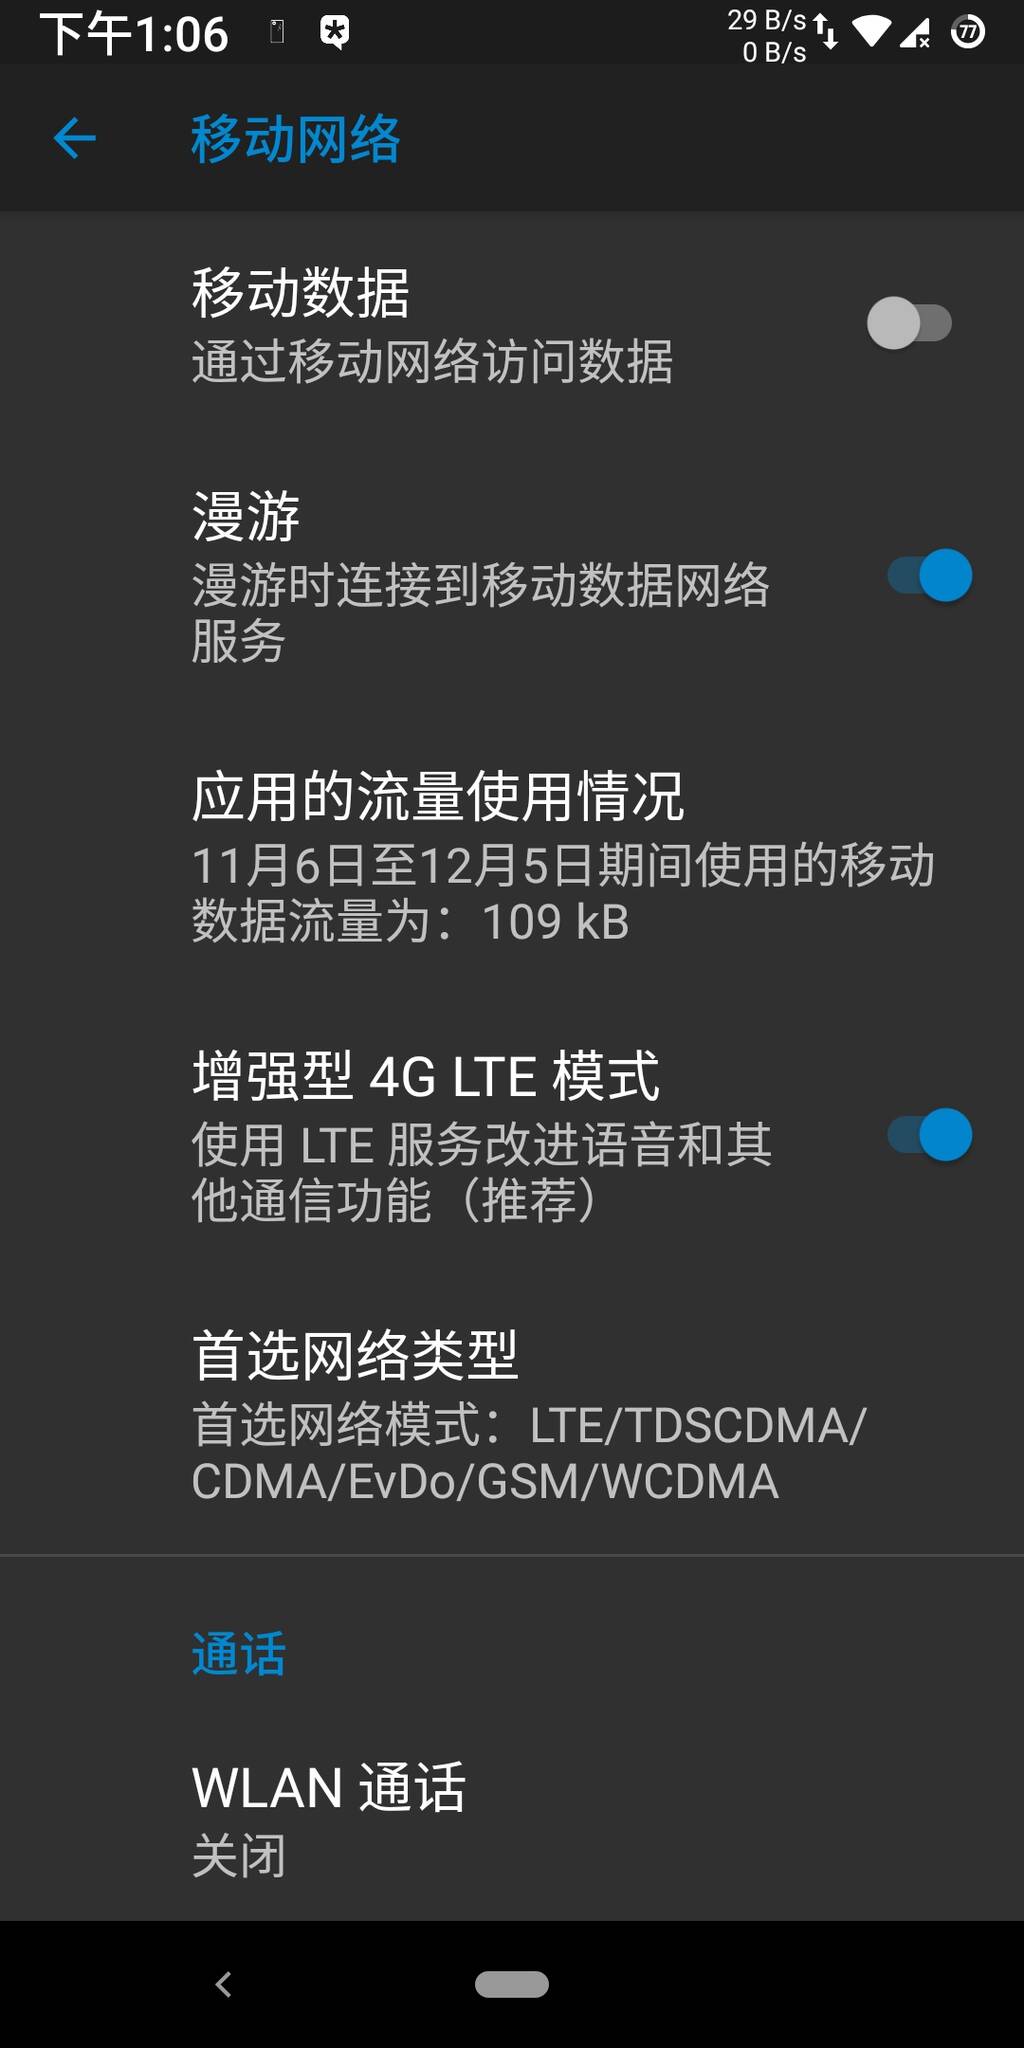 下午1:06
29 B/s
0 B/s
77
移动网络
移动数据
通过移动网络访问数据
漫游
漫游时连接到移动数据网络
服务
应用的流量使用情况
11月6日至12月5日期间使用的移动
数据流量为：109 kB
增强型 4G LTE 模式
使用 LTE 服务改进语音和其
他通信功能（推荐）
首选网络类型
首选网络模式：LTE/TDSCDMA/
CDMA/EvDo/GSM/WCDMA
通话
WLAN 通话
关闭